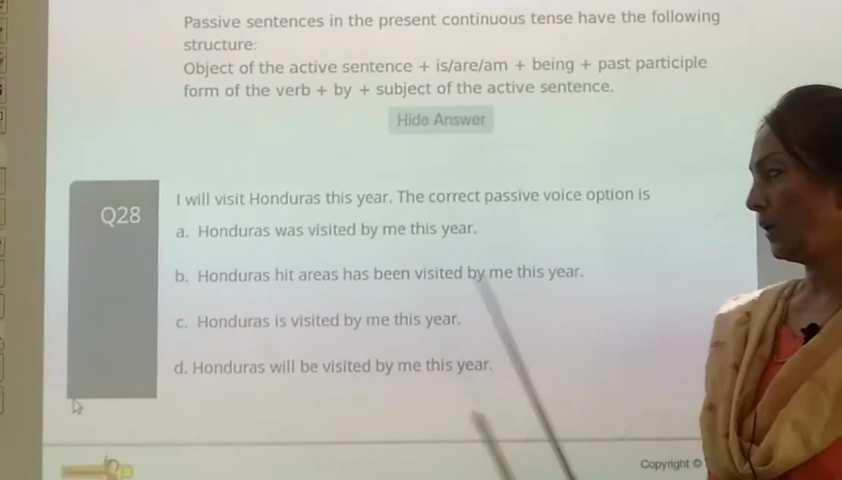 Passive sentences in the present continuous tense have the following
structure:
Object of the active sentence + is/are/am + being + past participle
form of the verb + by + subject of the active sentence.
Hide Answer
Q28
I will visit Honduras this year. The correct passive voice option is
a. Honduras was visited by me this year.
b. Honduras hit areas has been visited by me this year.
c. Honduras is visited by me this year.
d. Honduras will be visited by me this year.
Copyright ©